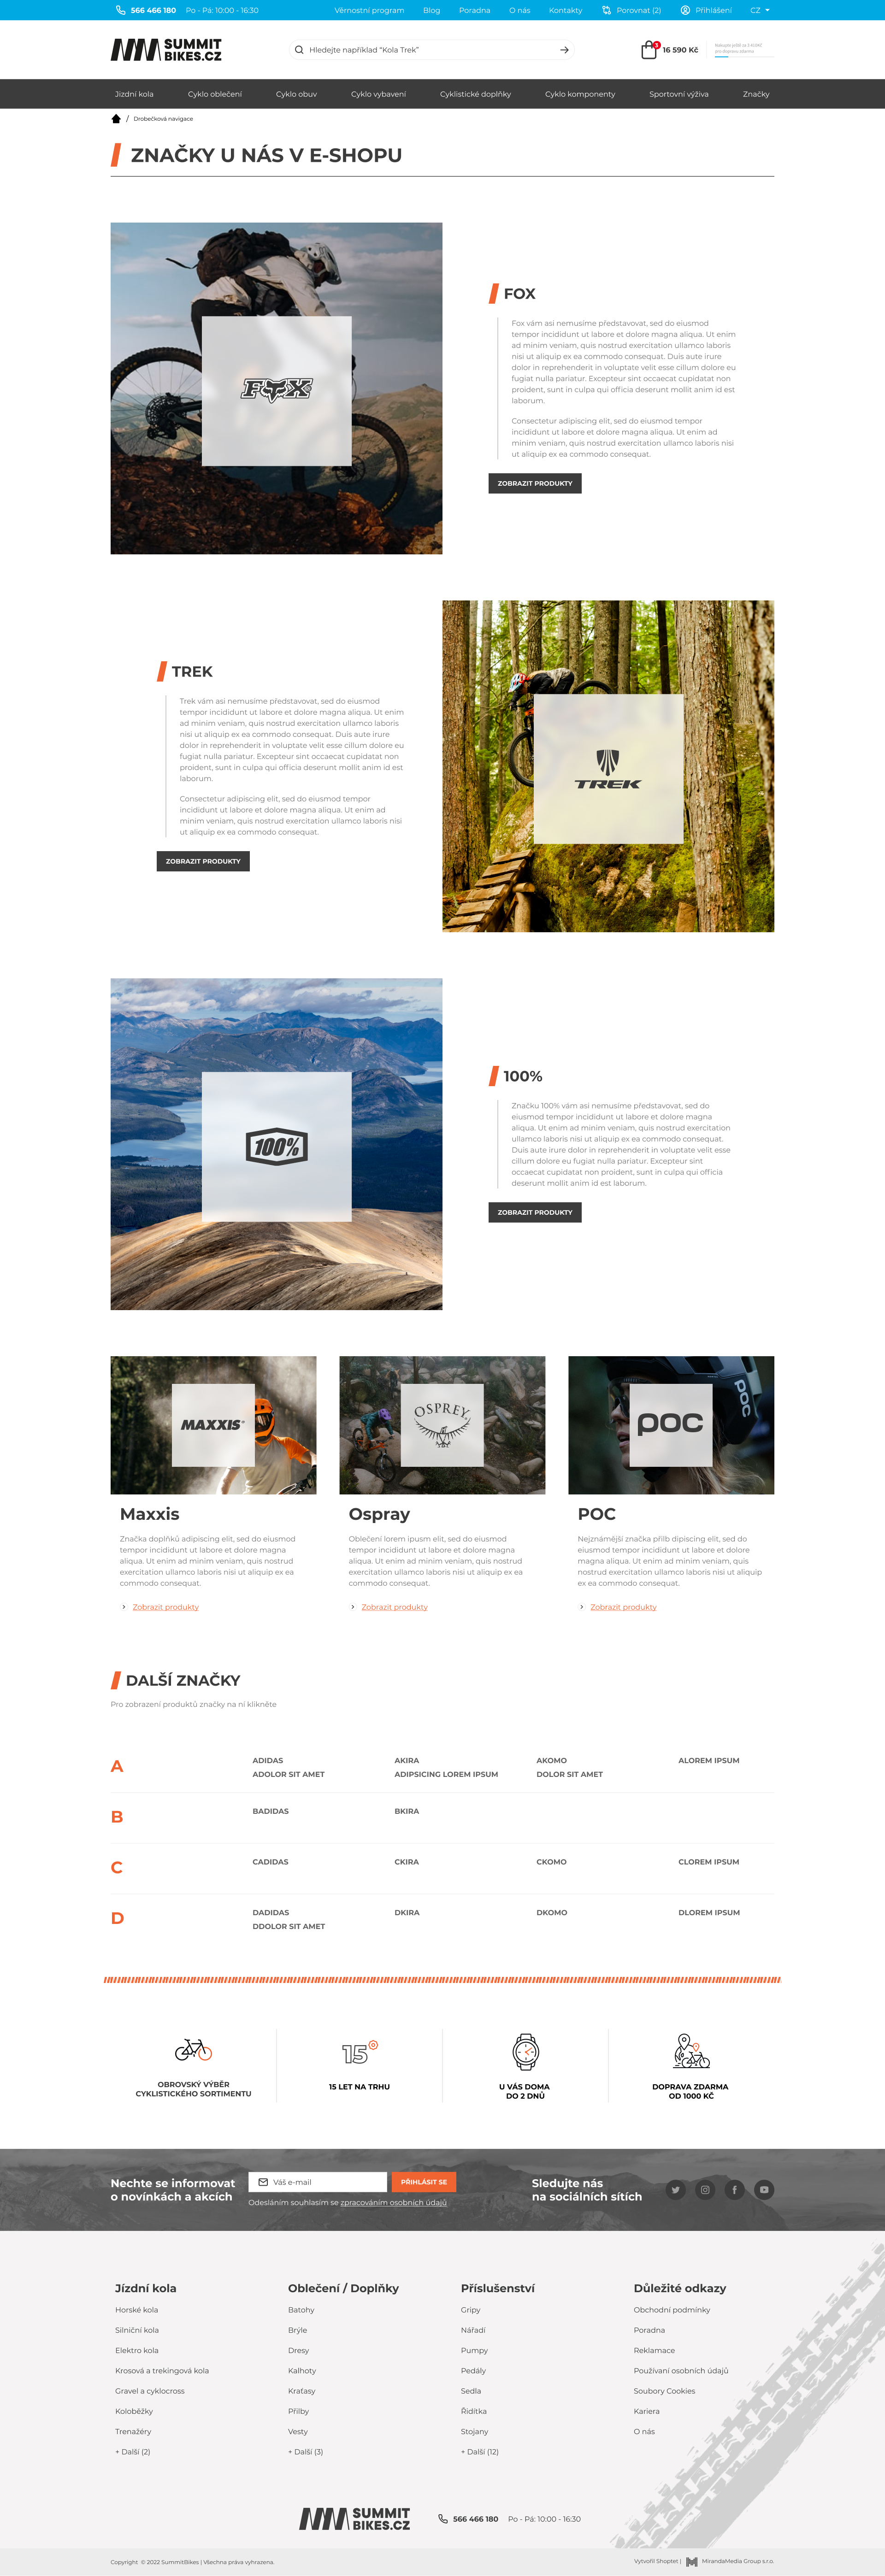 566 466 180 Po - Pá: 10:00 - 16:30 Věrnostní program Blog Poradna O nás Kontakty Porovnat (2) Přihlášení CZ
SUMMIT
BIKES.CZ
Hledejte například “Kola Trek”
3
16 590 Kč
Jízdní kola Cyklo oblečení Cyklo obuv Cyklo vybavení Cyklistické doplňky Cyklo komponenty Sportovní výživa Značky
/ Drobečková navigace
ZNAČKY U NÁS V E-SHOPU
FOX
FOX
Fox vám asi nemusíme představovat, sed do eiusmod
tempor incididunt ut labore et dolore magna aliqua. Ut enim
ad minim veniam, quis nostrud exercitation ullamco laboris
nisi ut aliquip ex ea commodo consequat. Duis aute irure
dolor in reprehenderit in voluptate velit esse cillum dolore eu
fugiat nulla pariatur. Excepteur sint occaecat cupidatat non
proident, sunt in culpa qui officia deserunt mollit anim id est
laborum.
Consectetur adipiscing elit, sed do eiusmod tempor
incididunt ut labore et dolore magna aliqua. Ut enim ad
minim veniam, quis nostrud exercitation ullamco laboris nisi
ut aliquip ex ea commodo consequat.
ZOBRAZIT PRODUKTY
TREK
Trek vám asi nemusíme představovat, sed do eiusmod
tempor incididunt ut labore et dolore magna aliqua. Ut enim
ad minim veniam, quis nostrud exercitation ullamco laboris
nisi ut aliquip ex ea commodo consequat. Duis aute irure
dolor in reprehenderit in voluptate velit esse cillum dolore eu
fugiat nulla pariatur. Excepteur sint occaecat cupidatat non
proident, sunt in culpa qui officia deserunt mollit anim id est
laborum.
Consectetur adipiscing elit, sed do eiusmod tempor
incididunt ut labore et dolore magna aliqua. Ut enim ad
minim veniam, quis nostrud exercitation ullamco laboris nisi
ut aliquip ex ea commodo consequat.
ZOBRAZIT PRODUKTY
TREK
100%
100%
Značku 100% vám asi nemusíme představovat, sed do
eiusmod tempor incididunt ut labore et dolore magna
aliqua. Ut enim ad minim veniam, quis nostrud exercitation
ullamco laboris nisi ut aliquip ex ea commodo consequat.
Duis aute irure dolor in reprehenderit in voluptate velit esse
cillum dolore eu fugiat nulla pariatur. Excepteur sint
occaecat cupidatat non proident, sunt in culpa qui officia
deserunt mollit anim id est laborum.
ZOBRAZIT PRODUKTY
MAXXIS
Maxxis
Značka doplňků adipiscing elit, sed do eiusmod
tempor incididunt ut labore et dolore magna
aliqua. Ut enim ad minim veniam, quis nostrud
exercitation ullamco laboris nisi ut aliquip ex ea
commodo consequat.
Zobrazit produkty
OSPREY
Ospray
Oblečení lorem ipusm elit, sed do eiusmod
tempor incididunt ut labore et dolore magna
aliqua. Ut enim ad minim veniam, quis nostrud
exercitation ullamco laboris nisi ut aliquip ex ea
commodo consequat.
Zobrazit produkty
POC
POC
POC
Nejznámější značka přilb dipiscing elit, sed do
eiusmod tempor incididunt ut labore et dolore
magna aliqua. Ut enim ad minim veniam, quis
nostrud exercitation ullamco laboris nisi ut aliquip
ex ea commodo consequat.
Zobrazit produkty
DALŠÍ ZNAČKY
Pro zobrazení produktů značky na ní klikněte
A
ADIDAS AKIRA AKOMO ALOREM IPSUM
ADOLOR SIT AMET ADIPSICING LOREM IPSUM DOLOR SIT AMET
B
BADIDAS BKIRA
C
CADIDAS CKIRA CKOMO CLOREM IPSUM
D
DADIDAS DKIRA DKOMO DLOREM IPSUM
DDOLOR SIT AMET
OBROVSKÝ VÝBĚR
CYKLISTICKÉHO SORTIMENTU
15
15 LET NA TRHU
U VÁS DOMA
DO 2 DNŮ
DOPRAVA ZDARMA
OD 1000 KČ
Nechte se informovat
o novínkách a akcích
Váš e-mail
PŘIHLÁSIT SE
Odesláním souhlasím se zpracováním osobních údajů
Sledujte nás
na sociálních sítích
Jízdní kola
Horské kola
Silniční kola
Elektro kola
Krosová a trekingová kola
Gravel a cyklocross
Koloběžky
Trenažéry
+ Další (2)
Oblečení / Doplňky
Batohy
Brýle
Dresy
Kalhoty
Kraťasy
Přilby
Vesty
+ Další (3)
Příslušenství
Gripy
Nářadí
Pumpy
Pedály
Sedla
Řidítka
Stojany
+ Další (12)
Důležité odkazy
Obchodní podmínky
Poradna
Reklamace
Používaní osobních údajů
Soubory Cookies
Kariera
O nás
SUMMIT
BIKES.CZ
566 466 180 Po - Pá: 10:00 - 16:30
Copyright © 2022 SummitBikes | Všechna práva vyhrazena.
Vytvořil Shoptet | MirandaMedia Group s.r.o.